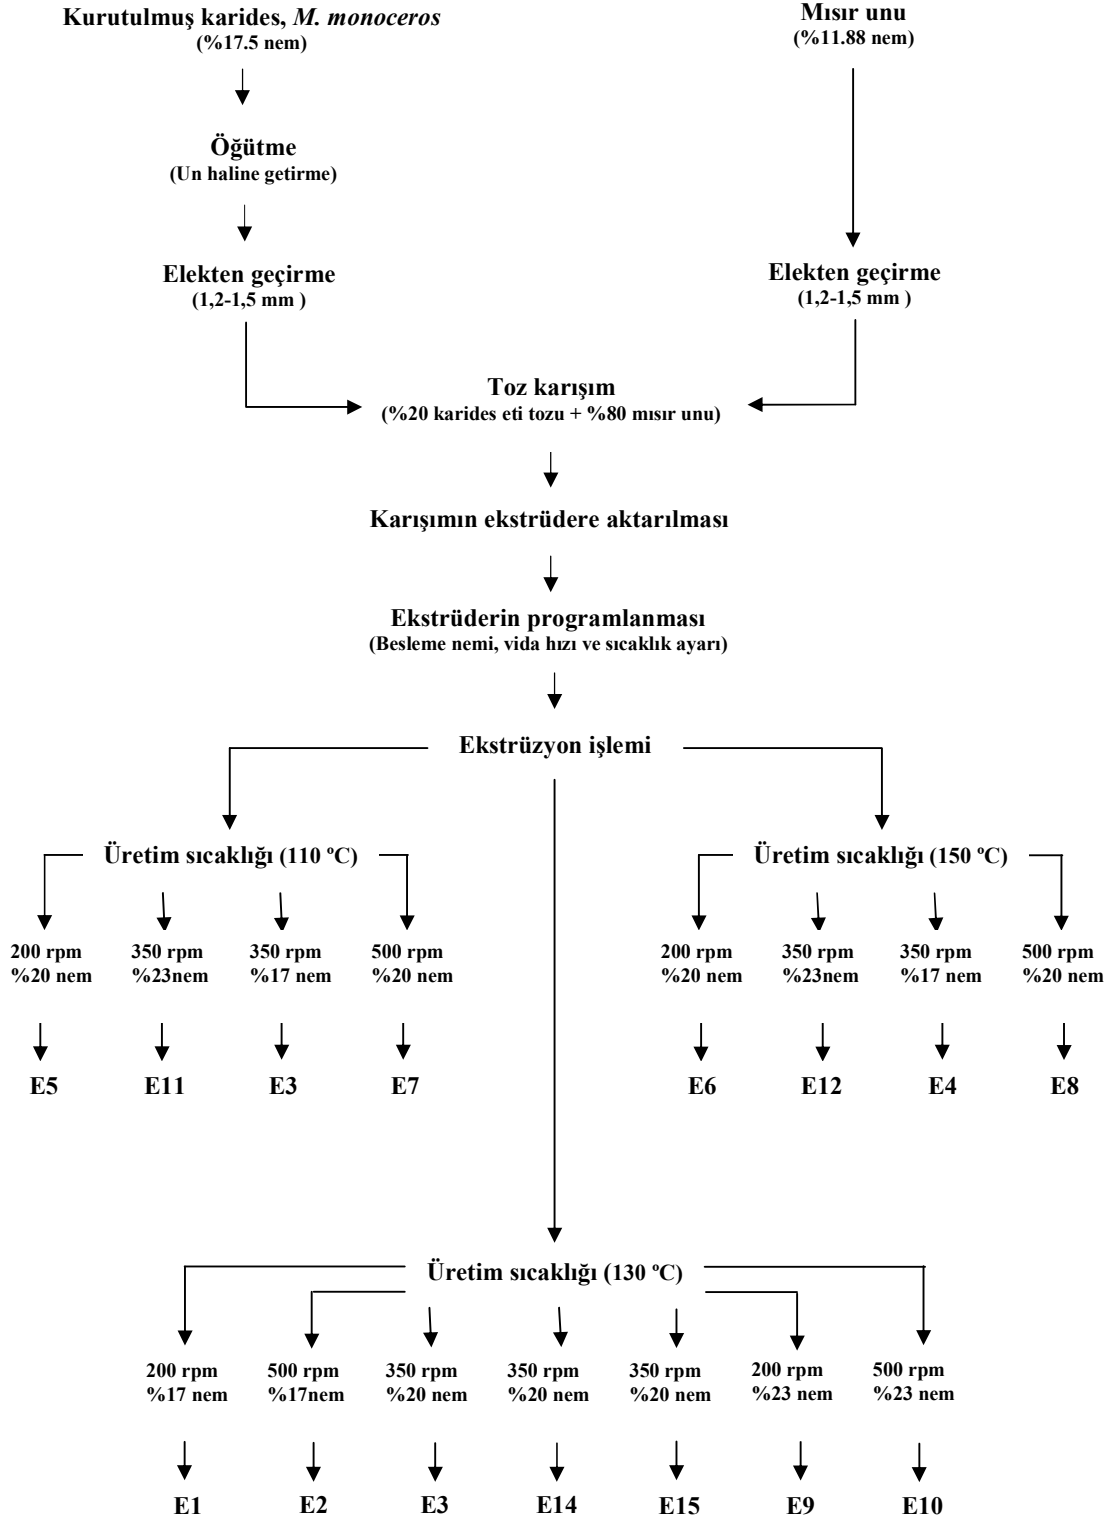 Kurutulmuş karides, M. monoceros
(%17.5 nem)
Mısır unu
(%11.88 nem)
Öğütme
(Un haline getirme)
Elekten geçirme
(1,2-1,5 mm )
Elekten geçirme
(1,2-1,5 mm )
Toz karışım
(%20 karides eti tozu + %80 mısır unu)
Karışımın ekstrüdere aktarılması
Ekstrüderin programlanması
(Besleme nemi, vida hızı ve sıcaklık ayarı)
Ekstrüzyon işlemi
Üretim sıcaklığı (110 ºC)
Üretim sıcaklığı (150 ºC)
200 rpm
%20 nem
350 rpm
%23nem
350 rpm
%17 nem
500 rpm
%20 nem
200 rpm
%20 nem
350 rpm
%23nem
350 rpm
%17 nem
500 rpm
%20 nem
E5
E11
E3
E7
E6
E12
E4
E8
Üretim sıcaklığı (130 ºC)
200 rpm
%17 nem
500 rpm
%17nem
350 rpm
%20 nem
350 rpm
%20 nem
350 rpm
%20 nem
200 rpm
%23 nem
500 rpm
%23 nem
E1
E2
E3
E14
E15
E9
E10